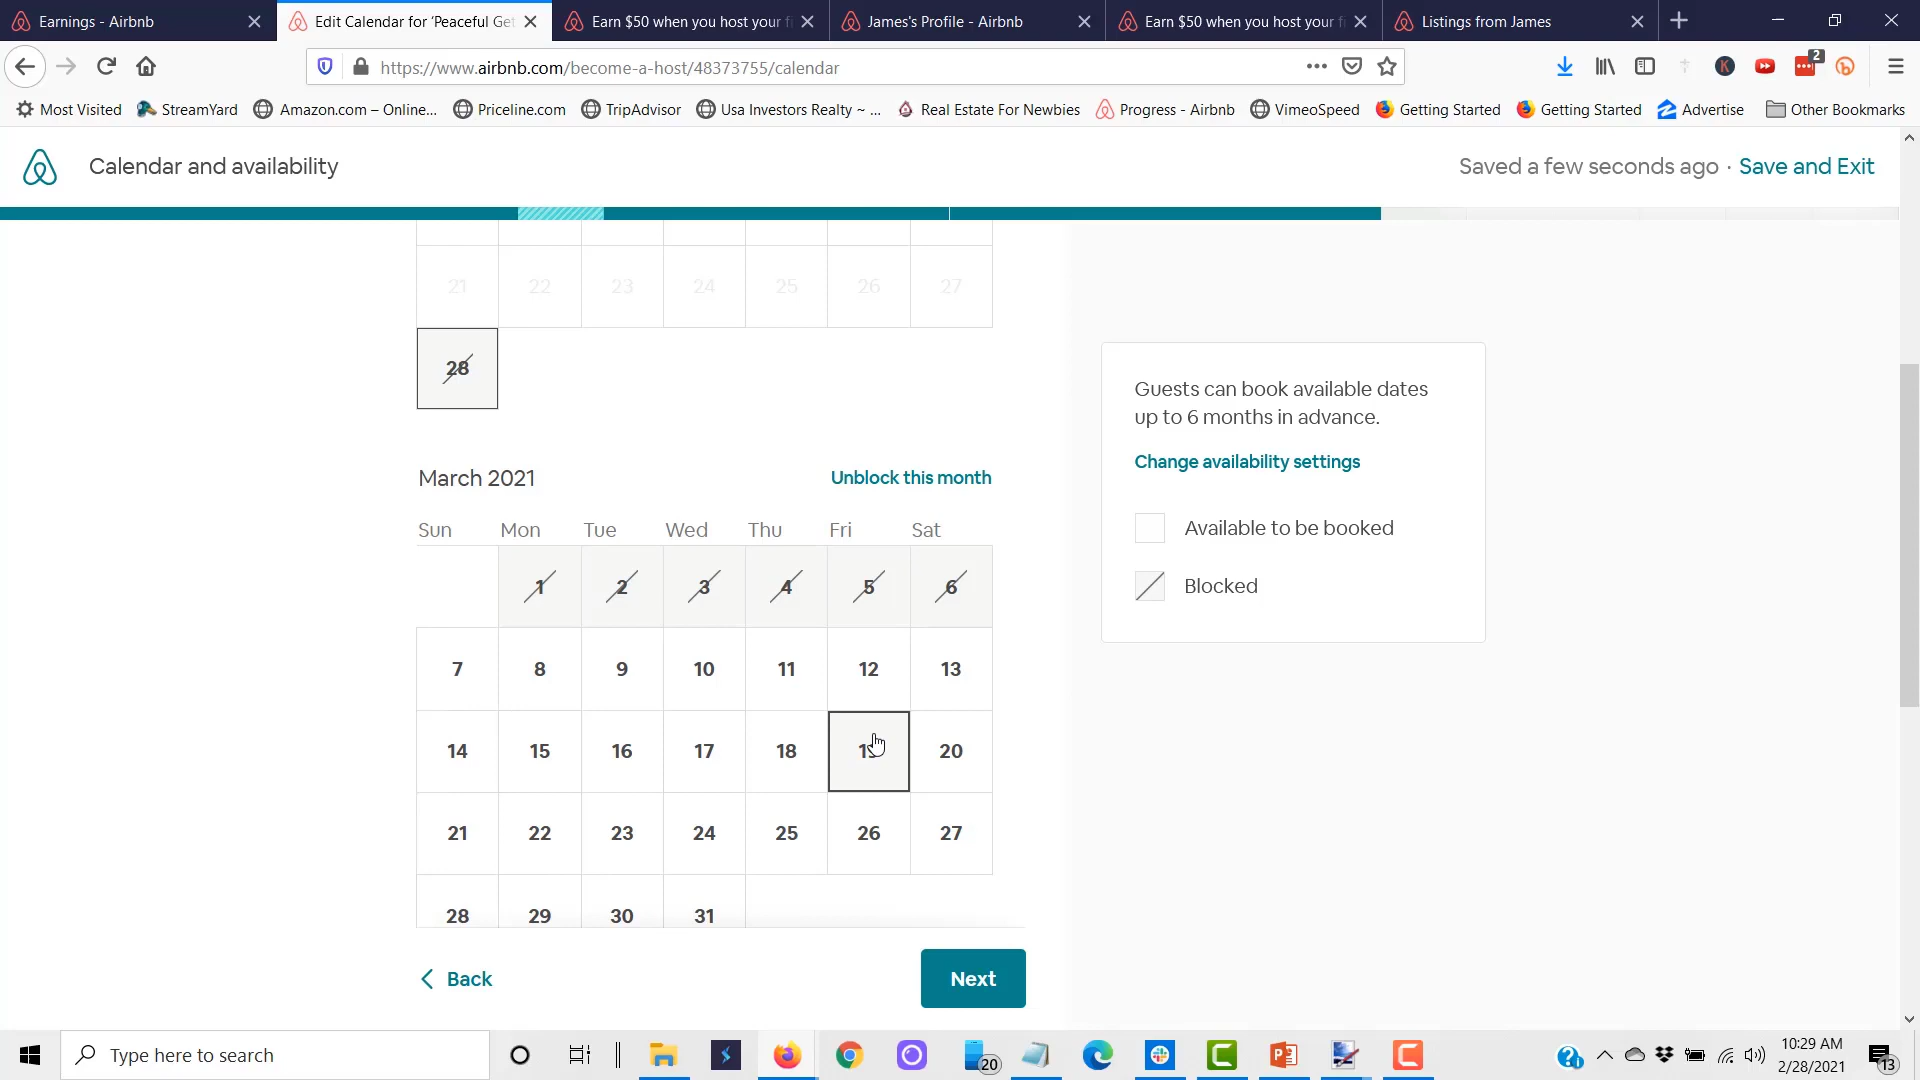 Earnings - Airbnb
Edit Calendar for 'Peaceful Get
Earn $50 when you host your f
James's Profile - Airbnb
Earn $50 when you host your f
Listings from James
https://www.airbnb.com/become-a-host/48373755/calendar
2
Most Visited
StreamYard
Amazon.com – Online...
Priceline.com
TripAdvisor
Usa Investors Realty ~ ...
Real Estate For Newbies
Progress - Airbnb
VimeoSpeed
Getting Started
Getting Started
Advertise
Other Bookmarks
Calendar and availability
Saved a few seconds ago · Save and Exit
21 22 23 24 25 26 27
28
March 2021
Unblock this month
Sun Mon Tue Wed Thu Fri Sat
1 2 3 4 5 6
7 8 9 10 11 12 13
14 15 16 17 18 19 20
21 22 23 24 25 26 27
28 29 30 31
Guests can book available dates
up to 6 months in advance.
Change availability settings
Available to be booked
Blocked
Back
Next
Type here to search
20
10:29 AM
2/28/2021
13